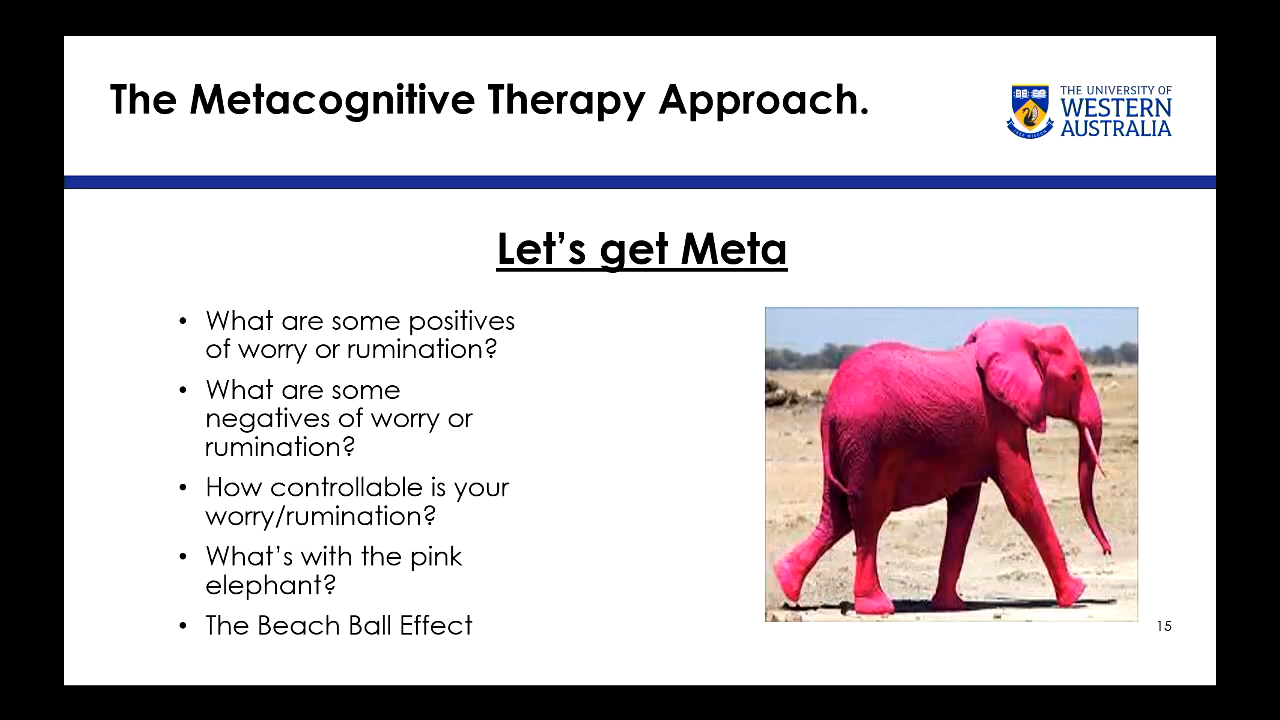 The Metacognitive Therapy Approach.
THE UNIVERSITY OF
WESTERN
AUSTRALIA
Let’s get Meta
• What are some positives
of worry or rumination?
• What are some
negatives of worry or
rumination?
• How controllable is your
worry/rumination?
• What’s with the pink
elephant?
• The Beach Ball Effect
15